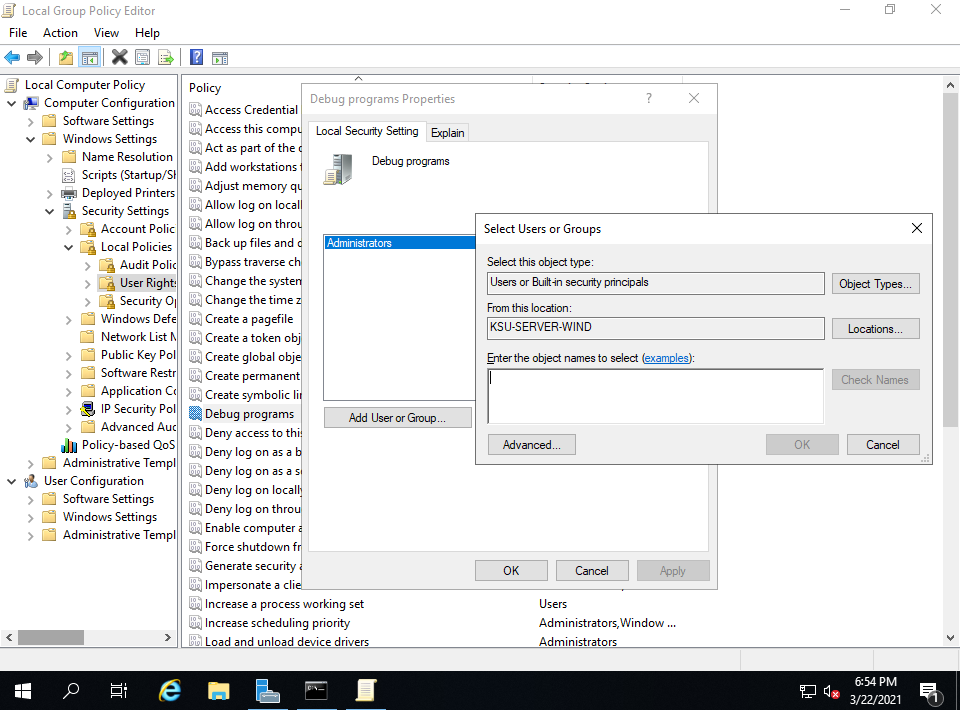 Local Group Policy Editor
File Action View Help
Local Computer Policy
Computer Configuration
Software Settings
Windows Settings
Name Resolution
Scripts (Startup/Sh
Deployed Printers
Security Settings
Account Polic
Local Policies
Audit Polic
User Rights
Security Op
Windows Defe
Network List M
Public Key Pol
Software Restr
Application Co
IP Security Pol
Advanced Aud
Policy-based QoS
Administrative Templ
User Configuration
Software Settings
Windows Settings
Administrative Templ
Policy
Access Credential
Access this compu
Act as part of the o
Add workstations t
Adjust memory qu
Allow log on locall
Allow log on throu
Back up files and d
Bypass traverse ch
Change the system
Change the time z
Create a pagefile
Create a token obj
Create global obje
Create permanent
Create symbolic lin
Debug programs
Deny access to this
Deny log on as a b
Deny log on as a se
Deny log on locally
Deny log on throu
Enable computer a
Force shutdown fr
Generate security a
Impersonate a clie
Increase a process working set Users
Increase scheduling priority Administrators,Window ...
Load and unload device drivers Administrators
Debug programs Properties
? 
Local Security Setting Explain
Debug programs
Administrators
Add User or Group...
OK Cancel Apply
Select Users or Groups
Select this object type:
Users or Built-in security principals Object Types...
From this location:
KSU-SERVER-WIND Locations...
Enter the object names to select (examples):
Check Names
Advanced... OK Cancel
6:54 PM
3/22/2021
1